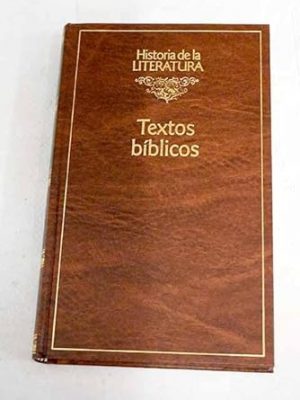 Historia de la
LITERATURA
Textos
bíblicos